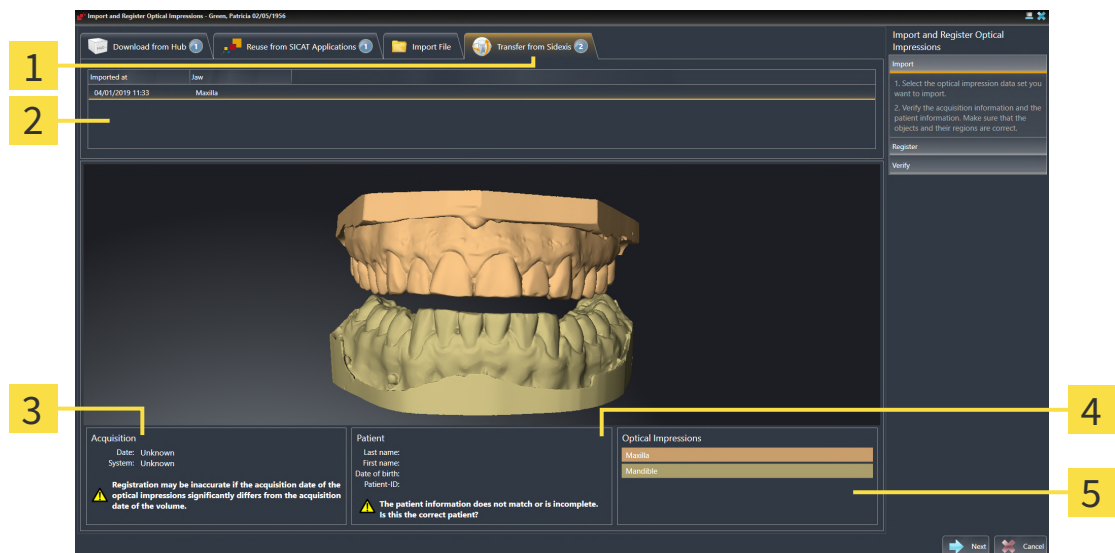 Import and Register Optical Impressions - Green, Patricia 02/05/1956
Download from Hub 1
Reuse from SICAT Applications 1
Import File
Transfer from Sidexis 2
Imported at Jaw
04/01/2019 11:33 Maxilla
Import and Register Optical
Impressions
Import
1. Select the optical impression data set you
want to import.
2. Verify the acquisition information and the
patient information. Make sure that the
objects and their regions are correct.
Register
Verify
1
2
3
4
5
Acquisition
Date: Unknown
System: Unknown
Registration may be inaccurate if the acquisition date of the
optical impressions significantly differs from the acquisition
date of the volume.
Patient
Last name:
First name:
Date of birth:
Patient-ID:
The patient information does not match or is incomplete.
Is this the correct patient?
Optical Impressions
Maxilla
Mandible
Next
Cancel